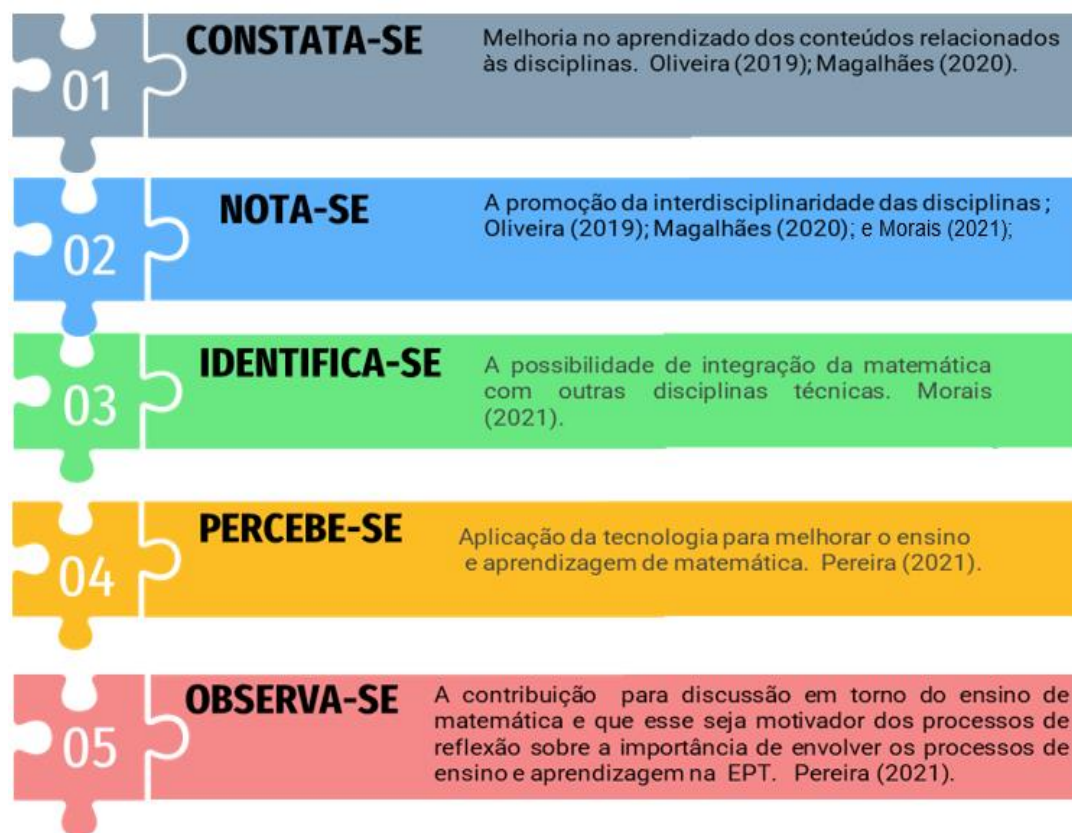 01
CONSTATA-SE
Melhoria no aprendizado dos conteúdos relacionados
às disciplinas. Oliveira (2019); Magalhães (2020).
02
NOTA-SE
A promoção da interdisciplinaridade das disciplinas ;
Oliveira (2019); Magalhães (2020); e Morais (2021);
03
IDENTIFICA-SE
A possibilidade de integração da matemática
com outras disciplinas técnicas. Morais
(2021).
04
PERCEBE-SE
Aplicação da tecnologia para melhorar o ensino
e aprendizagem de matemática. Pereira (2021).
05
OBSERVA-SE
A contribuição para discussão em torno do ensino de
matemática e que esse seja motivador dos processos de
reflexão sobre a importância de envolver os processos de
ensino e aprendizagem na EPT. Pereira (2021).